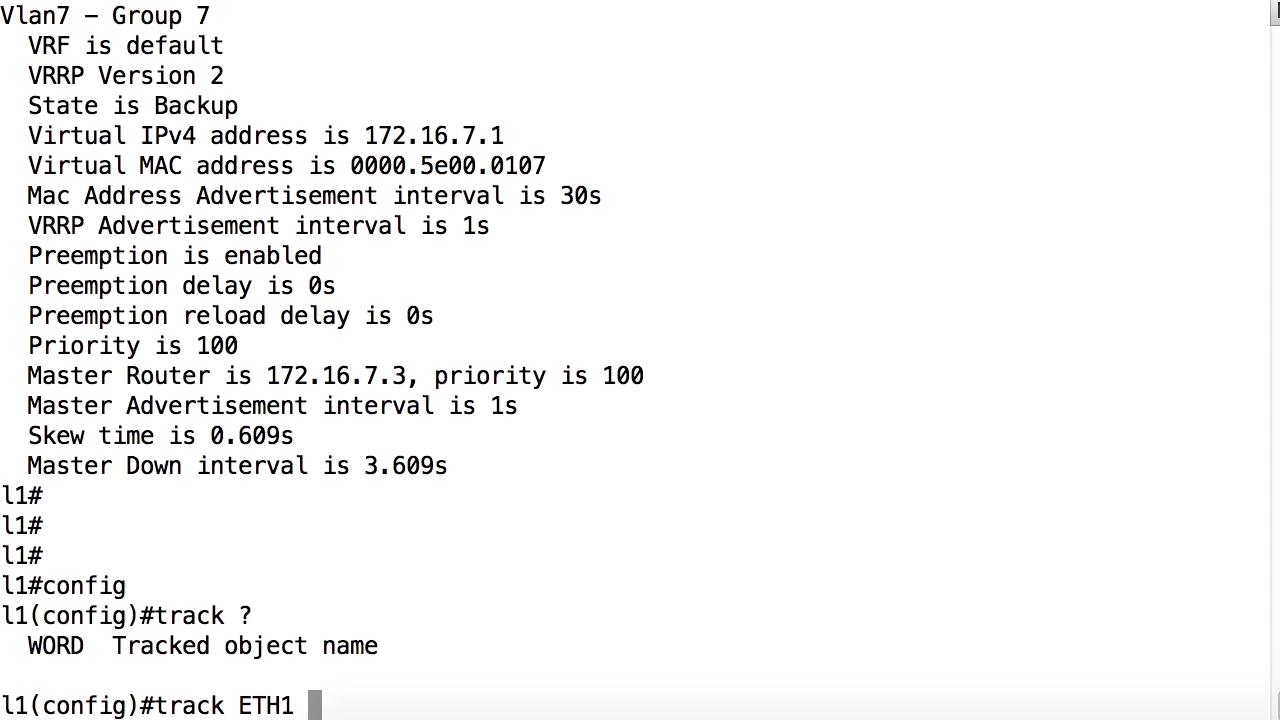 Vlan7 - Group 7
VRF is default
VRRP Version 2
State is Backup
Virtual IPv4 address is 172.16.7.1
Virtual MAC address is 0000.5e00.0107
Mac Address Advertisement interval is 30s
VRRP Advertisement interval is 1s
Preemption is enabled
Preemption delay is 0s
Preemption reload delay is 0s
Priority is 100
Master Router is 172.16.7.3, priority is 100
Master Advertisement interval is 1s
Skew time is 0.609s
Master Down interval is 3.609s
l1#
l1#
l1#
l1#config
l1(config)#track ?
WORD  Tracked object name
l1(config)#track ETH1